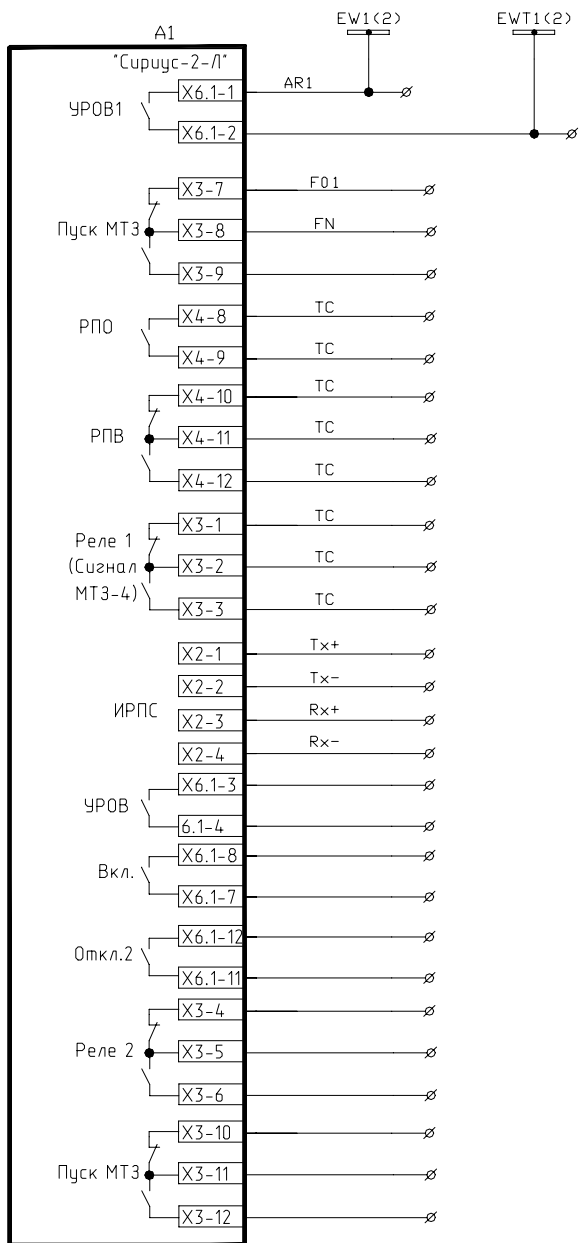 EW1(2) EWT1(2)
A1
"Сириус-2-Л"
X6.1-1 AR1
УРОВ1
X6.1-2
X3-7 F01
Пуск МТЗ X3-8 FN
X3-9
X4-8 TC
РПО
X4-9 TC
X4-10 TC
РПВ X4-11 TC
X4-12 TC
X3-1 TC
Реле 1
(Сигнал X3-2 TC
МТЗ-4)
X3-3 TC
X2-1 Tx+
X2-2 Tx-
ИРПС X2-3 Rx+
X2-4 Rx-
X6.1-3
УРОВ
6.1-4
X6.1-8
Вкл.
X6.1-7
X6.1-12
Откл.2
X6.1-11
X3-4
Реле 2 X3-5
X3-6
X3-10
Пуск МТЗ X3-11
X3-12